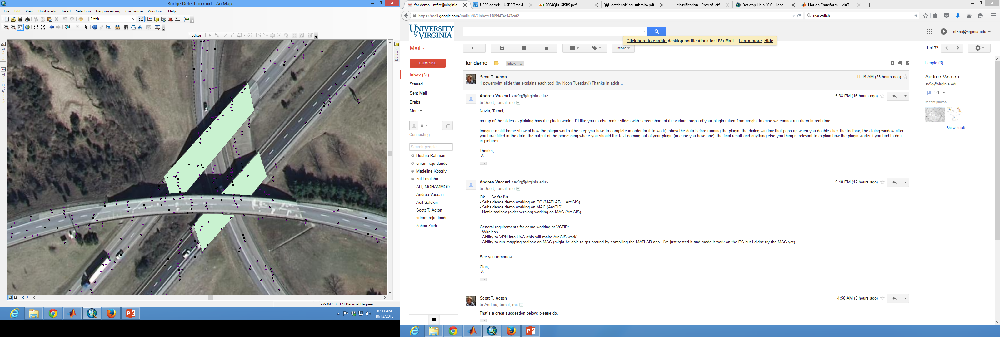 Bridge Detection.mxd - ArcMap
File Edit View Bookmarks Insert Selection Geoprocessing Customize Windows Help
1:665
Editor
Results
Table Of Contents
Catalog
-79.047 38.121 Decimal Degrees
10:33 AM
10/13/2015
for demo - nt5rc@virginia...
USPS.com® - USPS Tracki...
2004Qiu-GISRS.pdf
octdenoising_submit4.pdf
classification - Pros of Jeff...
Desktop Help 10.0 - Label...
Hough Transform - MATL...
https://mail.google.com/mail/u/0/#inbox/1505d474e147caf2
uva collab
UNIVERSITY
of VIRGINIA
nt5rc@virginia.edu
Click here to enable desktop notifications for UVa Mail. Learn more Hide
Mail
More
1 of 32
COMPOSE
Inbox (31)
Starred
Sent Mail
Drafts
More
Connecting...
Search people...
Bushra Rahman
sriram raju dandu
Madeline Kotoriy
zuki maisha
ALI, MOHAMMOD
Andrea Vaccari
Asif Salekin
Scott T. Acton
sriram raju dandu
Zohair Zaidi
for demo
Inbox x
Scott T. Acton
11:19 AM (23 hours ago)
1 powerpoint slide that explains each tool (by Noon Tuesday!) Thanks In addit...
Andrea Vaccari <av9g@virginia.edu>
5:38 PM (16 hours ago)
to Scott, tamal, me
Nazia, Tamal,
on top of the slides explaining how the plugin works, I'd like you to also make slides with screenshots of the various steps of your plugin taken from arcgis, in case we cannot run them in real time.
Imagine a still-frame show of how the plugin works (the step you have to complete in order for it to work): show the data before running the plugin, the dialog window that pops-up when you double click the toolbox, the dialog window after
you have filled in the data, the output of the processing where you should the text coming out of your plugin (in case you have one), the final result and anything else you thing is relevant to explain how the plugin works if you had to do it
in pictures.
Thanks,
-A
Andrea Vaccari <av9g@virginia.edu>
9:48 PM (12 hours ago)
to Scott, tamal, me
Ok.... So far I've:
- Subsidence demo working on PC (MATLAB + ArcGIS)
- Subsidence demo working on MAC (ArcGIS)
- Nazia toolbox (older version) working on MAC (ArcGIS)
General requirements for demo working at VCTIR:
- Wireless
- Ability to VPN into UVA (this will make ArcGIS work)
- Ability to run mapping toolbox on MAC (might be able to get around by compiling the MATLAB app - I've just tested it and made it work on the PC but I didn't try the MAC yet).
See you tomorrow.
Ciao,
-A
Scott T. Acton
4:50 AM (5 hours ago)
to Andrea, tamal, me
That's a great suggestion below; please do.
People (3)
Andrea Vaccari
av9g@virginia.edu
Recent photos
Show details